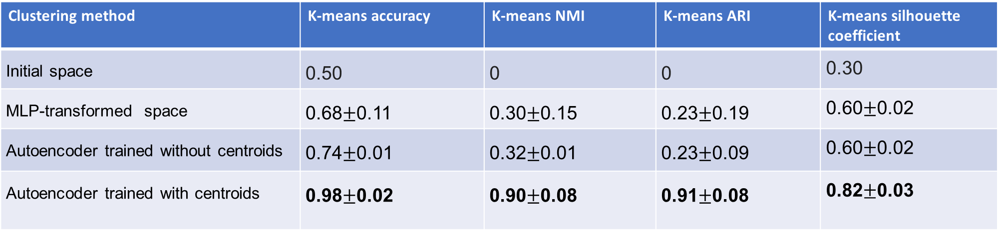 Clustering method K-means accuracy K-means NMI K-means ARI K-means silhouette
coefficient
Initial space 0.50 0 0 0.30
MLP-transformed space 0.68±0.11 0.30±0.15 0.23±0.19 0.60±0.02
Autoencoder trained without centroids 0.74±0.01 0.32±0.01 0.23±0.09 0.60±0.02
Autoencoder trained with centroids 0.98±0.02 0.90±0.08 0.91±0.08 0.82±0.03